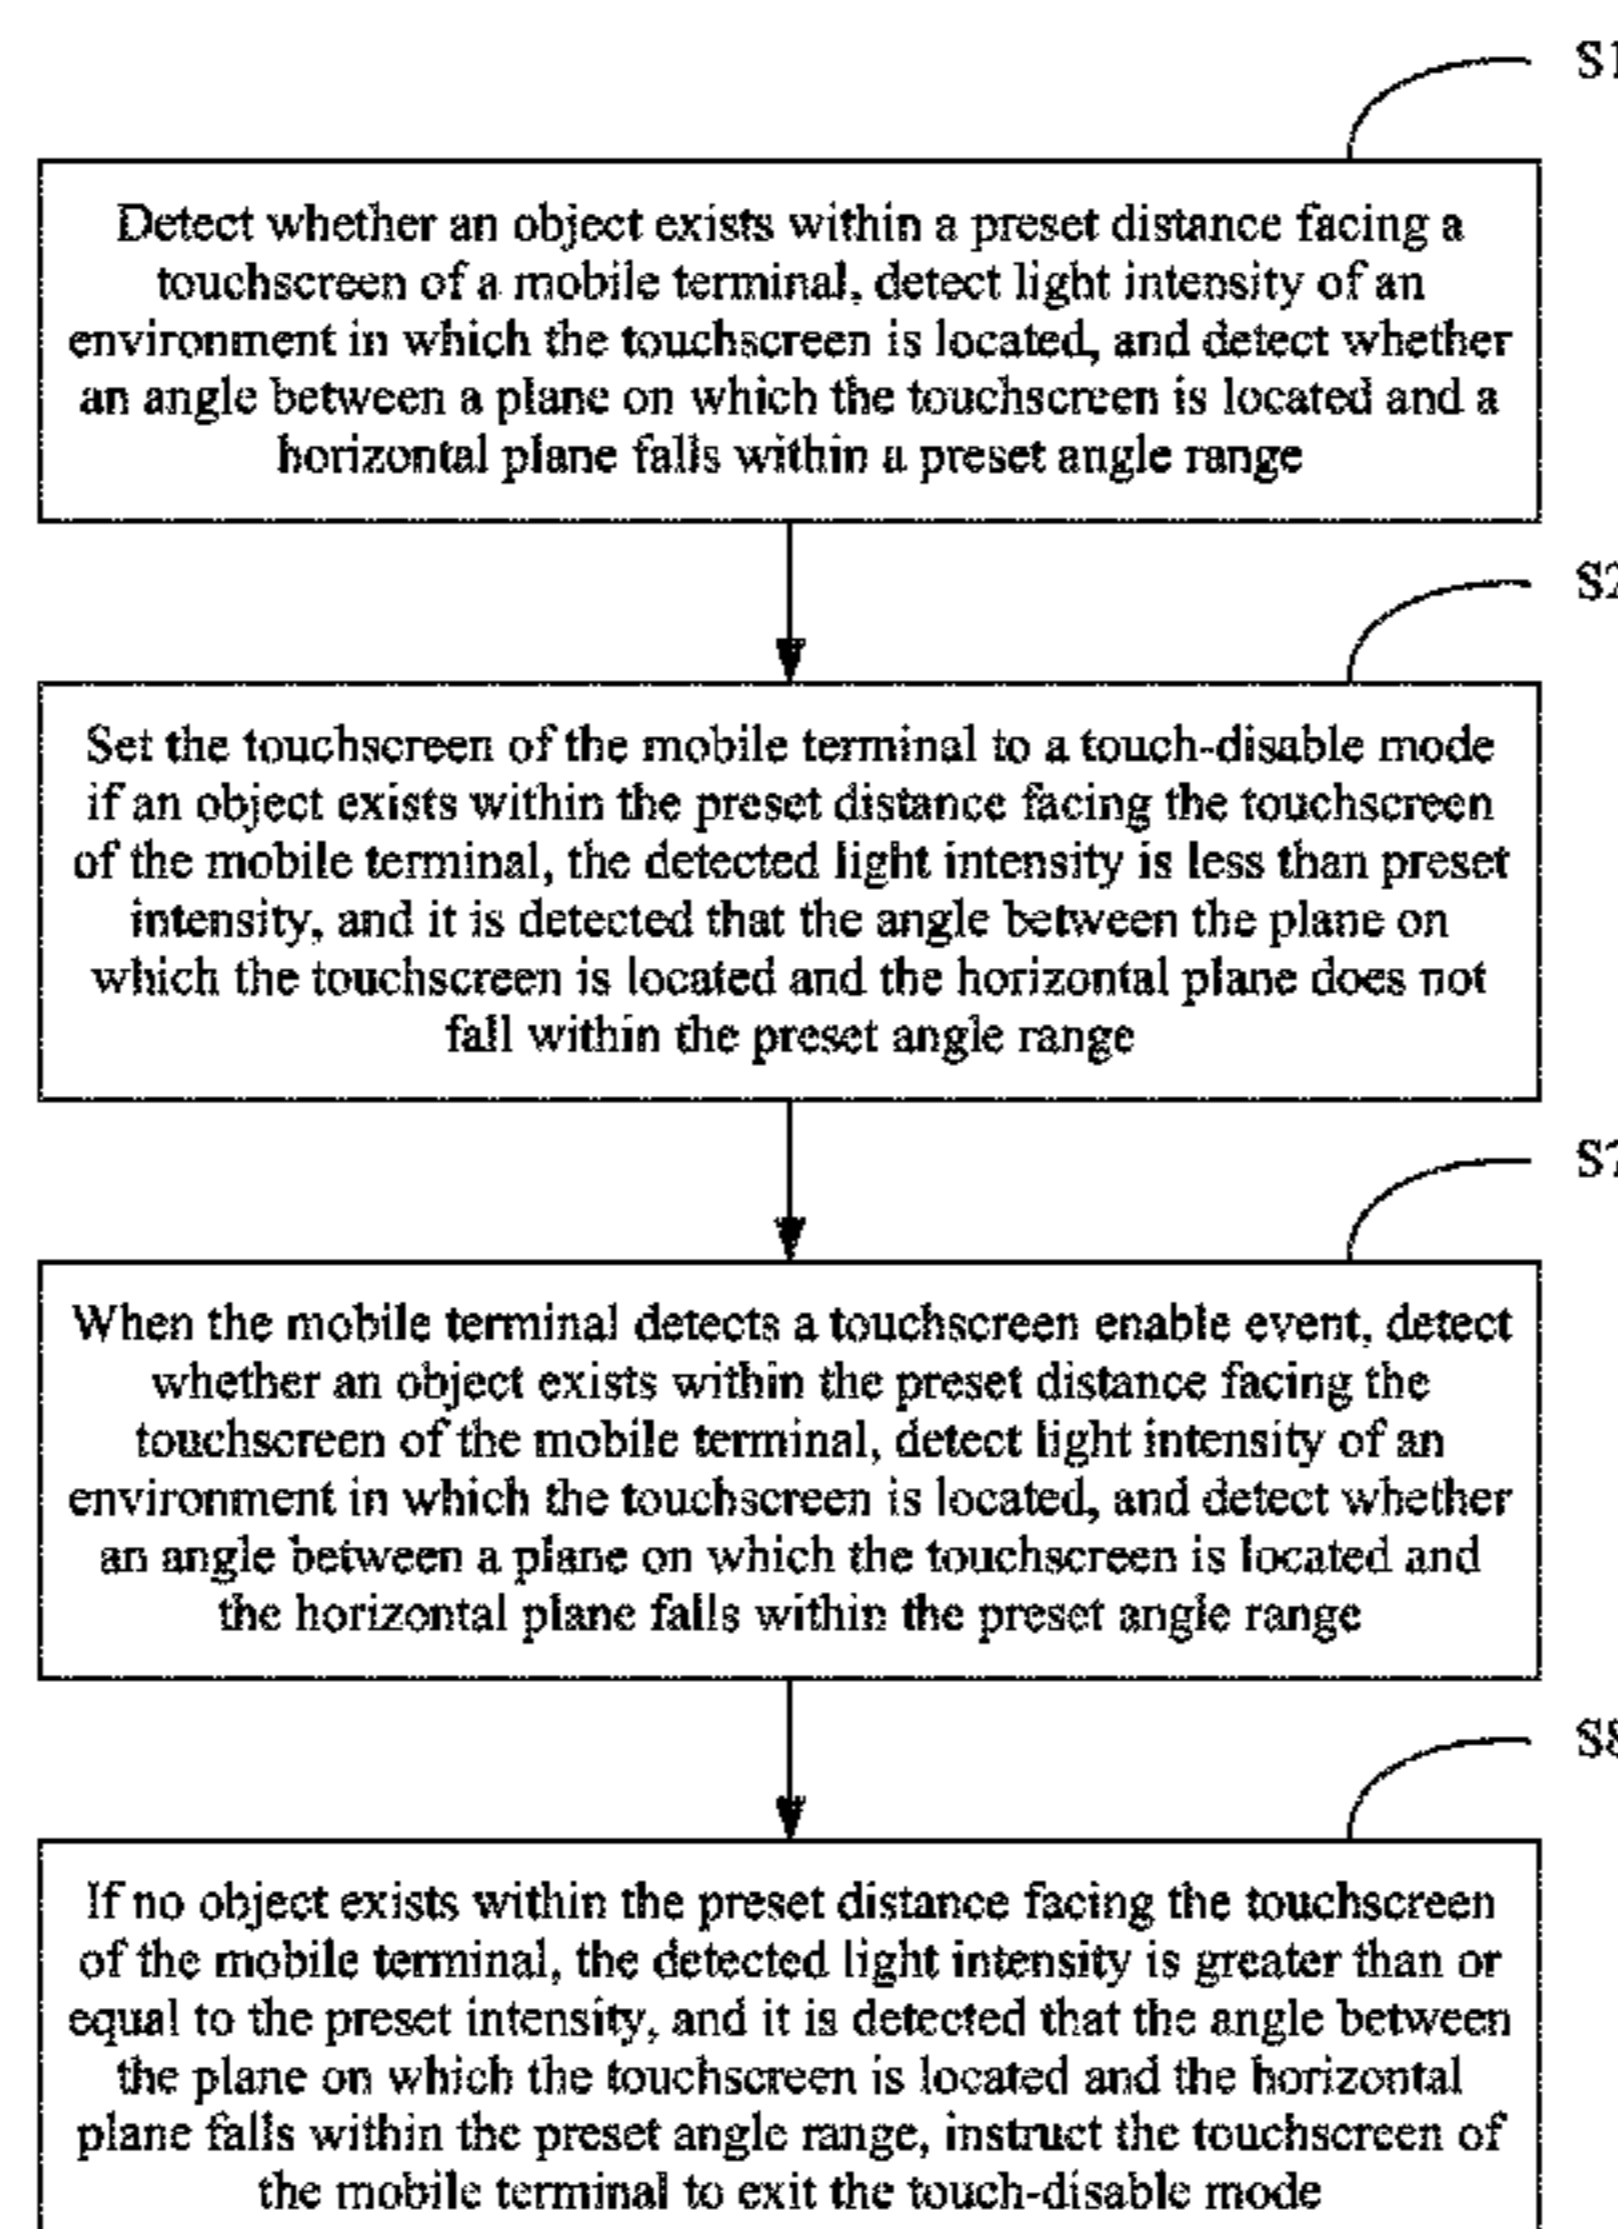 S1
Detect whether an object exists within a preset distance facing a
touchscreen of a mobile terminal, detect light intensity of an
environment in which the touchscreen is located, and detect whether
an angle between a plane on which the touchscreen is located and a
horizontal plane falls within a preset angle range
S2
Set the touchscreen of the mobile terminal to a touch-disable mode
if an object exists within the preset distance facing the touchscreen
of the mobile terminal, the detected light intensity is less than preset
intensity, and it is detected that the angle between the plane on
which the touchscreen is located and the horizontal plane does not
fall within the preset angle range
S7
When the mobile terminal detects a touchscreen enable event, detect
whether an object exists within the preset distance facing the
touchscreen of the mobile terminal, detect light intensity of an
environment in which the touchscreen is located, and detect whether
an angle between a plane on which the touchscreen is located and
the horizontal plane falls within the preset angle range
S8
If no object exists within the preset distance facing the touchscreen
of the mobile terminal, the detected light intensity is greater than or
equal to the preset intensity, and it is detected that the angle between
the plane on which the touchscreen is located and the horizontal
plane falls within the preset angle range, instruct the touchscreen of
the mobile terminal to exit the touch-disable mode